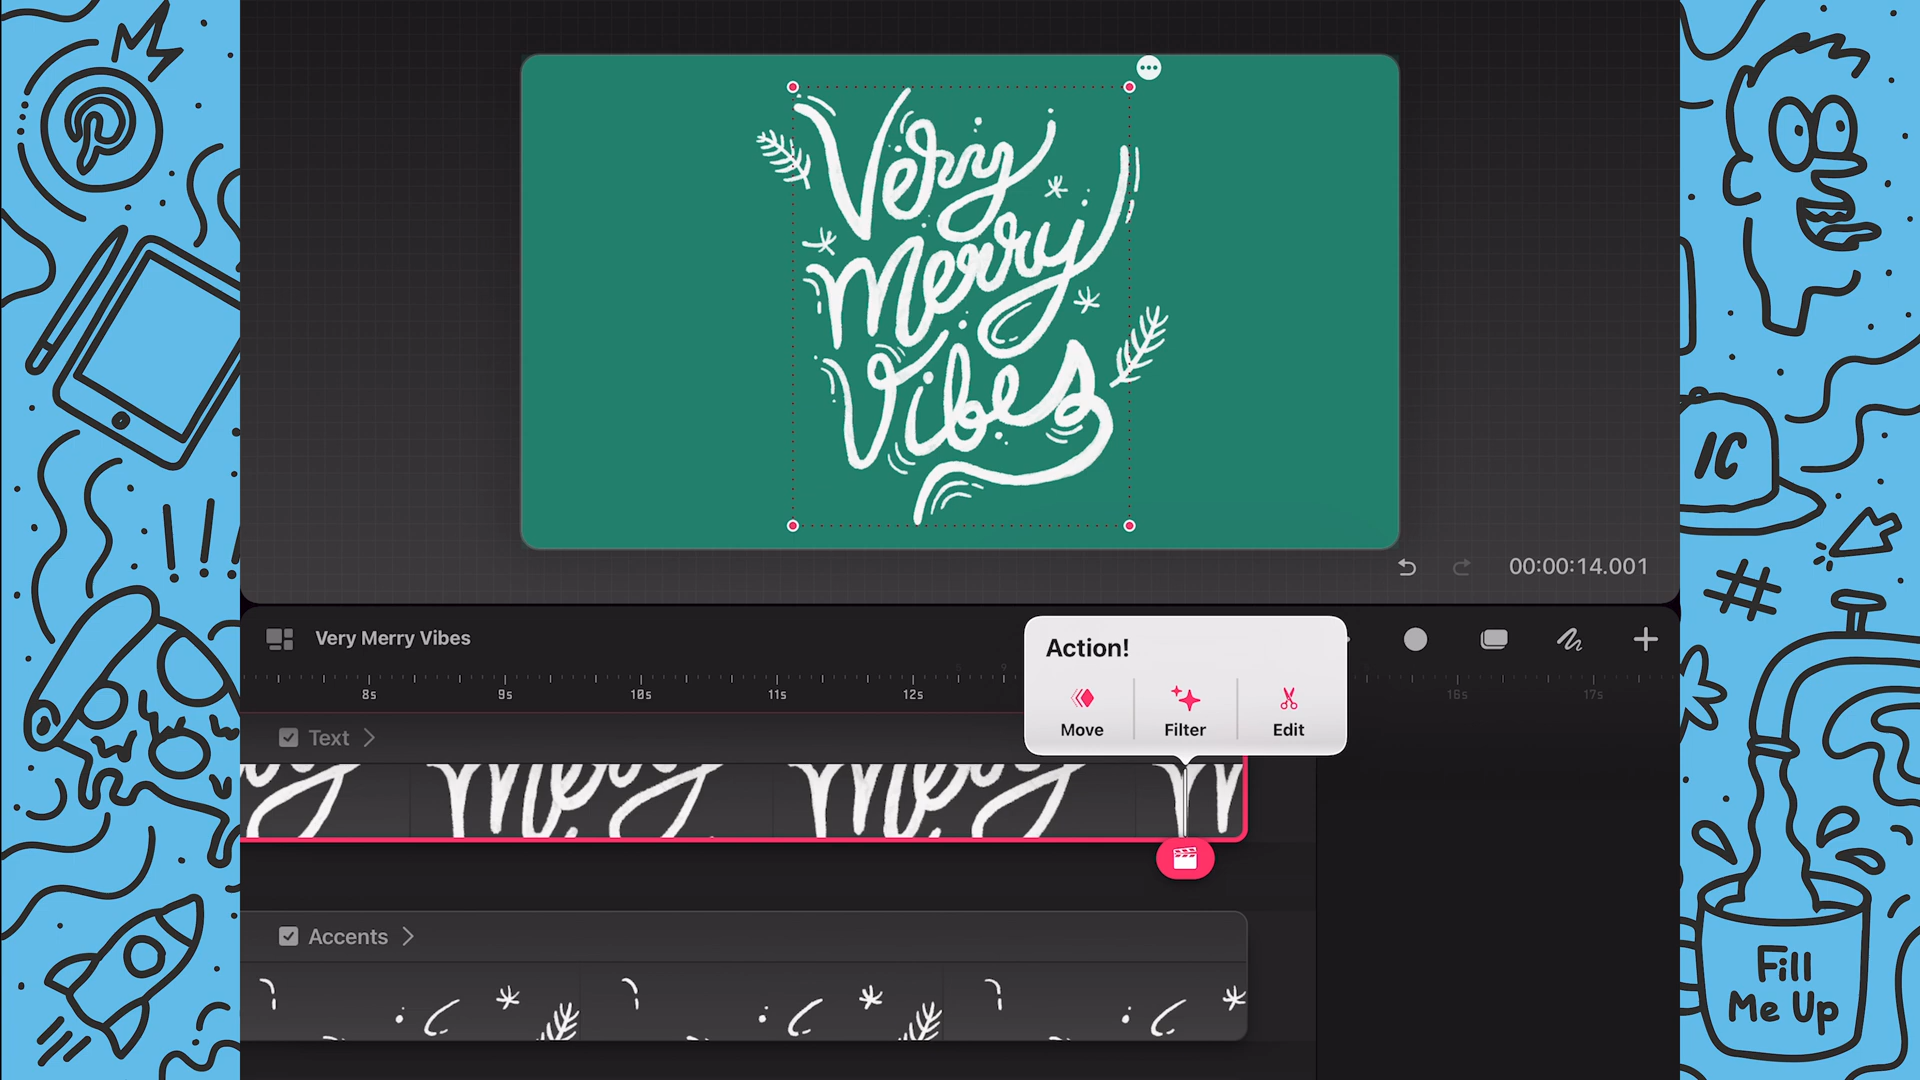 Very
Merry
Vibes
00:00:14.001
Very Merry Vibes
Action!
Move
Filter
Edit
8s
9s
10s
11s
12s
16s
17s
Text
Accents
!!!
IC
#
Fill
Me Up